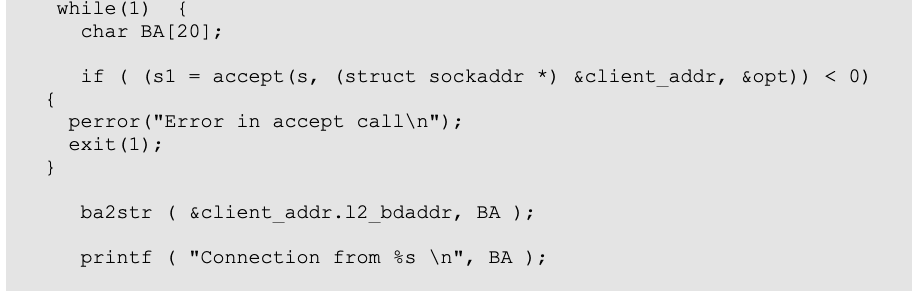 while(1) {
char BA[20];
if ( (s1 = accept(s, (struct sockaddr *) &client_addr, &opt)) < 0)
{
perror("Error in accept call\n");
exit(1);
}
ba2str ( &client_addr.l2_bdaddr, BA );
printf ( "Connection from %s \n", BA );